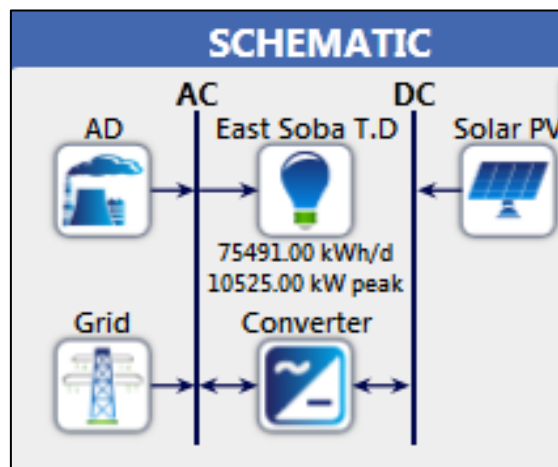 SCHEMATIC
AC DC
AD East Soba T.D Solar PV
75491.00 kWh/d
10525.00 kW peak
Grid Converter